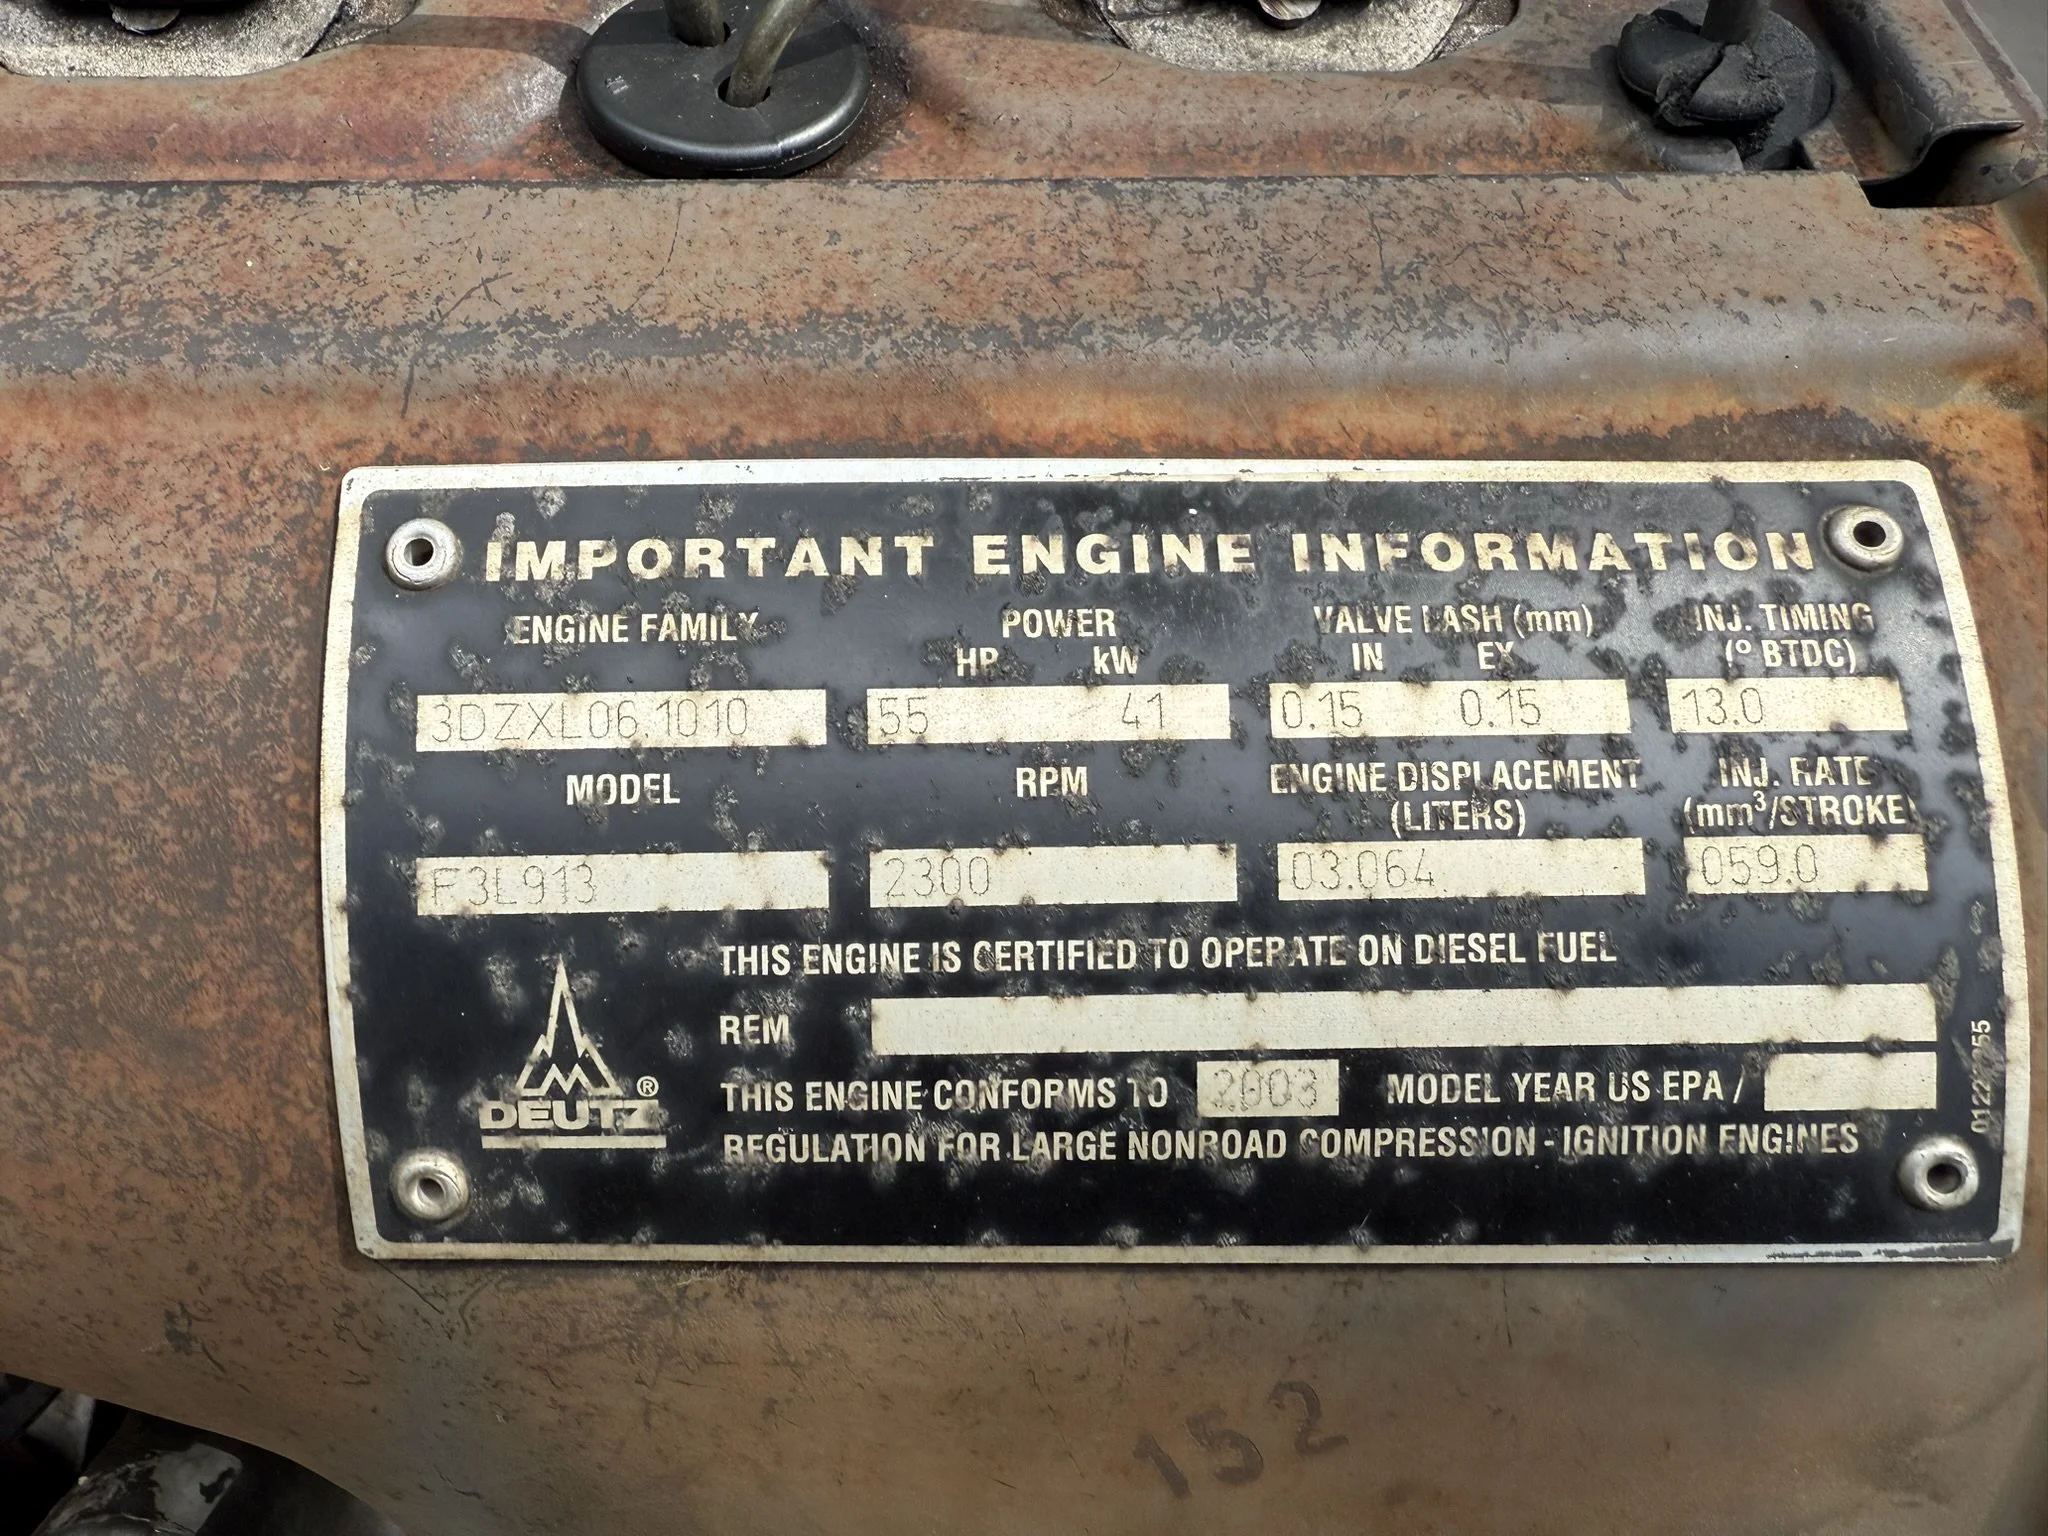 IMPORTANT ENGINE INFORMATION
ENGINE FAMILY POWER VALVE LASH (mm) INJ. TIMING
HP kW IN EX (° BTDC)
3DZXL06.1010 55 41 0.15 0.15 13.0
MODEL RPM ENGINE DISPLACEMENT INJ. RATE
(LITERS) (mm³/STROKE)
F3L913 2300 03.064 059.0
THIS ENGINE IS CERTIFIED TO OPERATE ON DIESEL FUEL
REM
THIS ENGINE CONFORMS TO 2003 MODEL YEAR US EPA /
REGULATION FOR LARGE NONROAD COMPRESSION - IGNITION ENGINES
DEUTZ ®
152